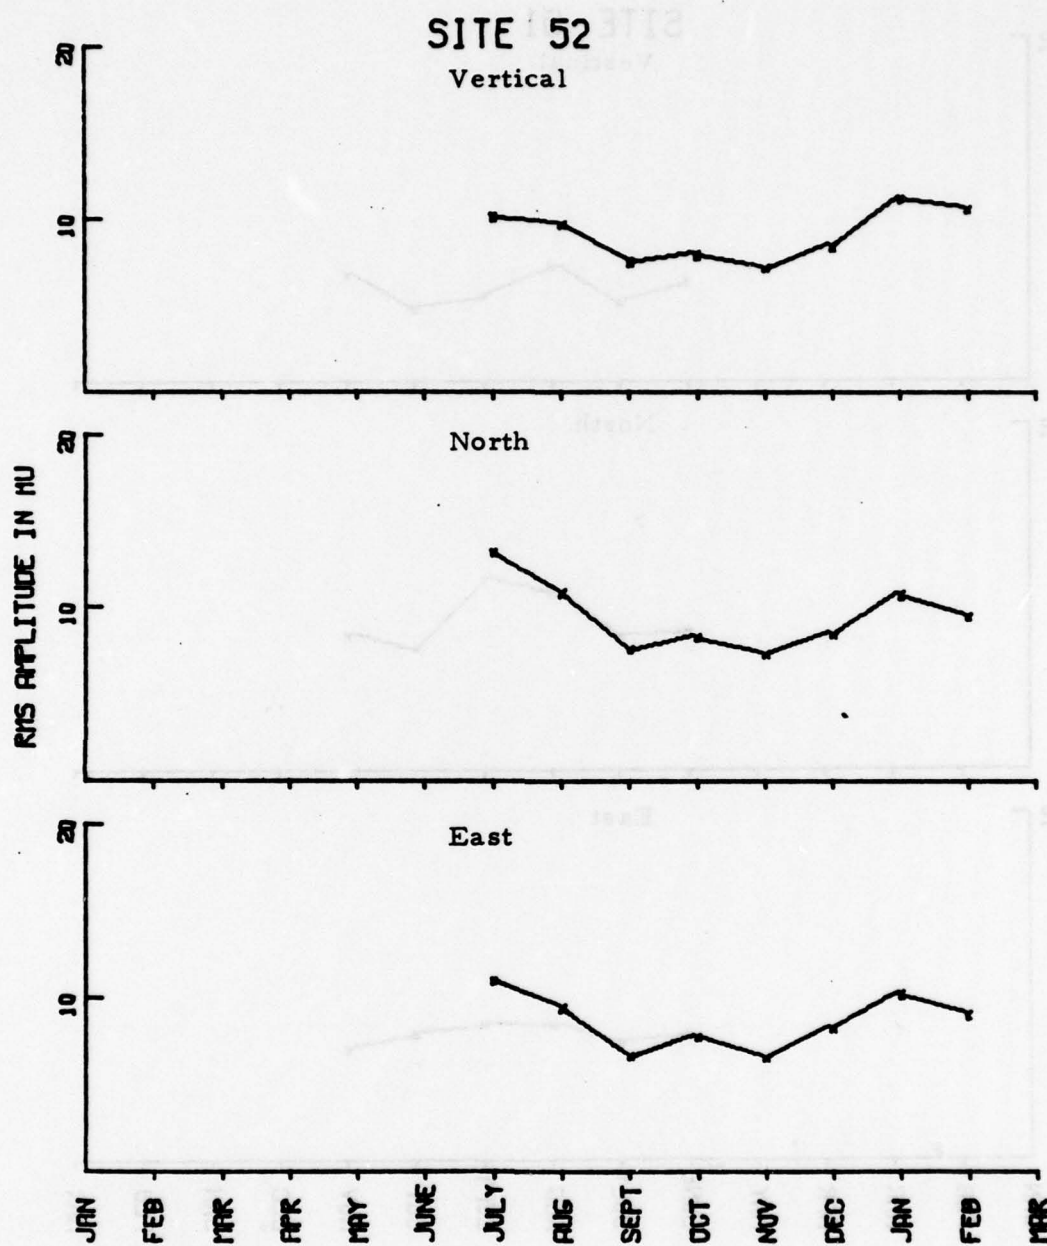 SITE 52
Vertical
20
10
North
20
10
RMS AMPLITUDE IN MU
East
20
10
JAN FEB MAR APR MAY JUNE JULY AUG SEPT OCT NOV DEC JAN FEB MAR